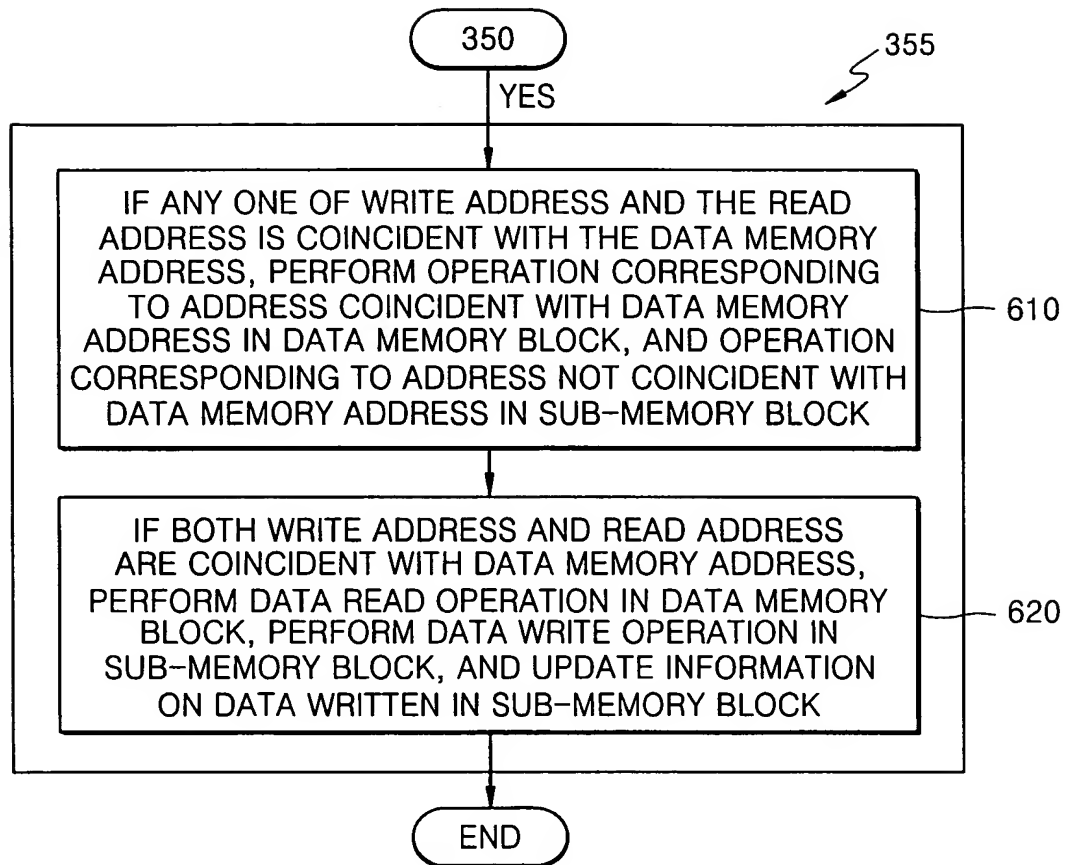 350
355
YES
IF ANY ONE OF WRITE ADDRESS AND THE READ
ADDRESS IS COINCIDENT WITH THE DATA MEMORY
ADDRESS, PERFORM OPERATION CORRESPONDING
TO ADDRESS COINCIDENT WITH DATA MEMORY
ADDRESS IN DATA MEMORY BLOCK, AND OPERATION
CORRESPONDING TO ADDRESS NOT COINCIDENT WITH
DATA MEMORY ADDRESS IN SUB-MEMORY BLOCK
610
IF BOTH WRITE ADDRESS AND READ ADDRESS
ARE COINCIDENT WITH DATA MEMORY ADDRESS,
PERFORM DATA READ OPERATION IN DATA MEMORY
BLOCK, PERFORM DATA WRITE OPERATION IN
SUB-MEMORY BLOCK, AND UPDATE INFORMATION
ON DATA WRITTEN IN SUB-MEMORY BLOCK
620
END